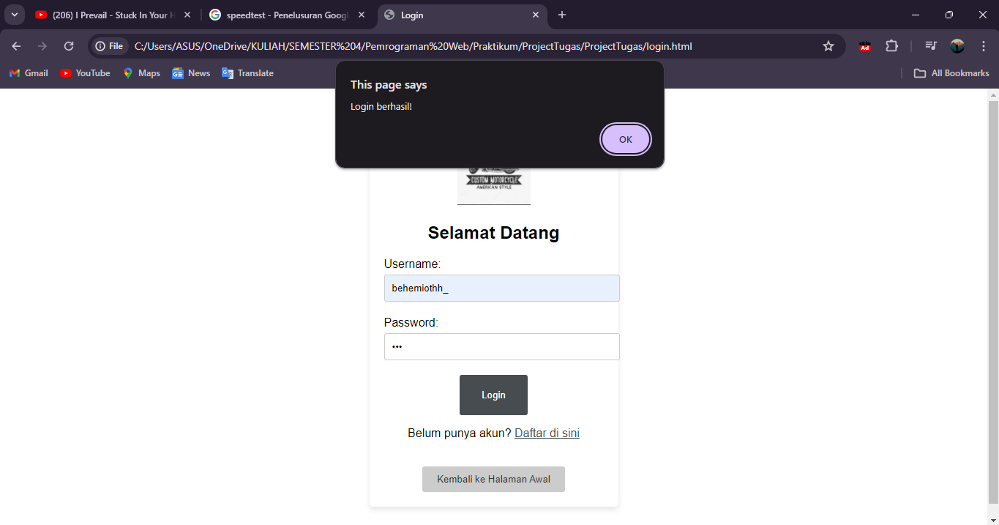 (206) I Prevail - Stuck In Your H
speedtest - Penelusuran Googl
Login
File
C:/Users/ASUS/OneDrive/KULIAH/SEMESTER%204/Pemrograman%20Web/Praktikum/ProjectTugas/ProjectTugas/login.html
Ad
Gmail
YouTube
Maps
News
Translate
All Bookmarks
This page says
Login berhasil!
OK
CUSTOM MOTORCYCLE
AMERICAN STYLE
Selamat Datang
Username:
behemiothh_
Password:
•••
Login
Belum punya akun? Daftar di sini
Kembali ke Halaman Awal